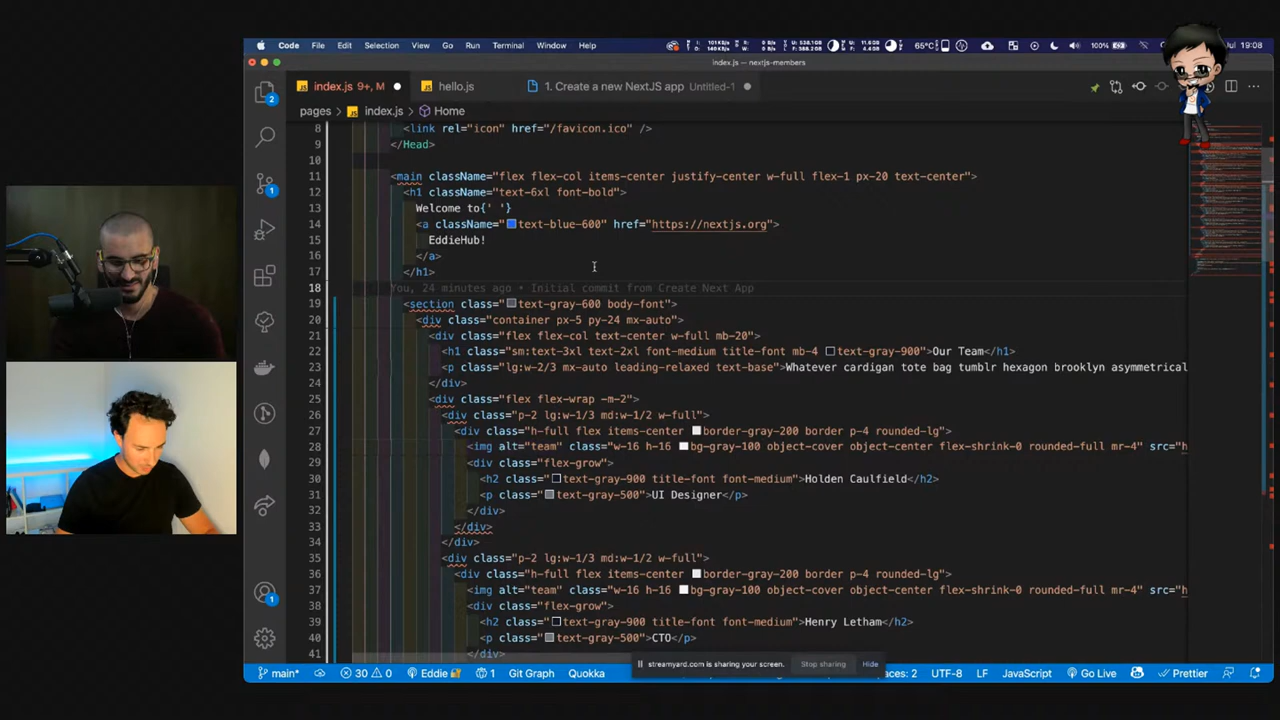 Code File Edit Selection View Go Run Terminal Window Help 65°C 100% Jul 19:08
index.js — nextjs-members
index.js 9+, M hello.js 1. Create a new NextJS app Untitled-1
pages > index.js > Home
8 <link rel="icon" href="/favicon.ico" />
9 </Head>
10
11 <main className="flex flex-col items-center justify-center w-full flex-1 px-20 text-center">
12 <h1 className="text-6xl font-bold">
13 Welcome to{' '}
14 <a className="text-blue-600" href="https://nextjs.org">
15 EddieHub!
16 </a>
17 </h1>
18 You, 24 minutes ago • Initial commit from Create Next App
19 <section class="text-gray-600 body-font">
20 <div class="container px-5 py-24 mx-auto">
21 <div class="flex flex-col text-center w-full mb-20">
22 <h1 class="sm:text-3xl text-2xl font-medium title-font mb-4 text-gray-900">Our Team</h1>
23 <p class="lg:w-2/3 mx-auto leading-relaxed text-base">Whatever cardigan tote bag tumblr hexagon brooklyn asymmetrical
24 </div>
25 <div class="flex flex-wrap -m-2">
26 <div class="p-2 lg:w-1/3 md:w-1/2 w-full">
27 <div class="h-full flex items-center border-gray-200 border p-4 rounded-lg">
28 <img alt="team" class="w-16 h-16 bg-gray-100 object-cover object-center flex-shrink-0 rounded-full mr-4" src="h
29 <div class="flex-grow">
30 <h2 class="text-gray-900 title-font font-medium">Holden Caulfield</h2>
31 <p class="text-gray-500">UI Designer</p>
32 </div>
33 </div>
34 </div>
35 <div class="p-2 lg:w-1/3 md:w-1/2 w-full">
36 <div class="h-full flex items-center border-gray-200 border p-4 rounded-lg">
37 <img alt="team" class="w-16 h-16 bg-gray-100 object-cover object-center flex-shrink-0 rounded-full mr-4" src="h
38 <div class="flex-grow">
39 <h2 class="text-gray-900 title-font font-medium">Henry Letham</h2>
40 <p class="text-gray-500">CTO</p>
41 </div>
streamyard.com is sharing your screen. Stop sharing Hide
main* 30 0 Eddie 1 Git Graph Quokka aces: 2 UTF-8 LF JavaScript Go Live Prettier